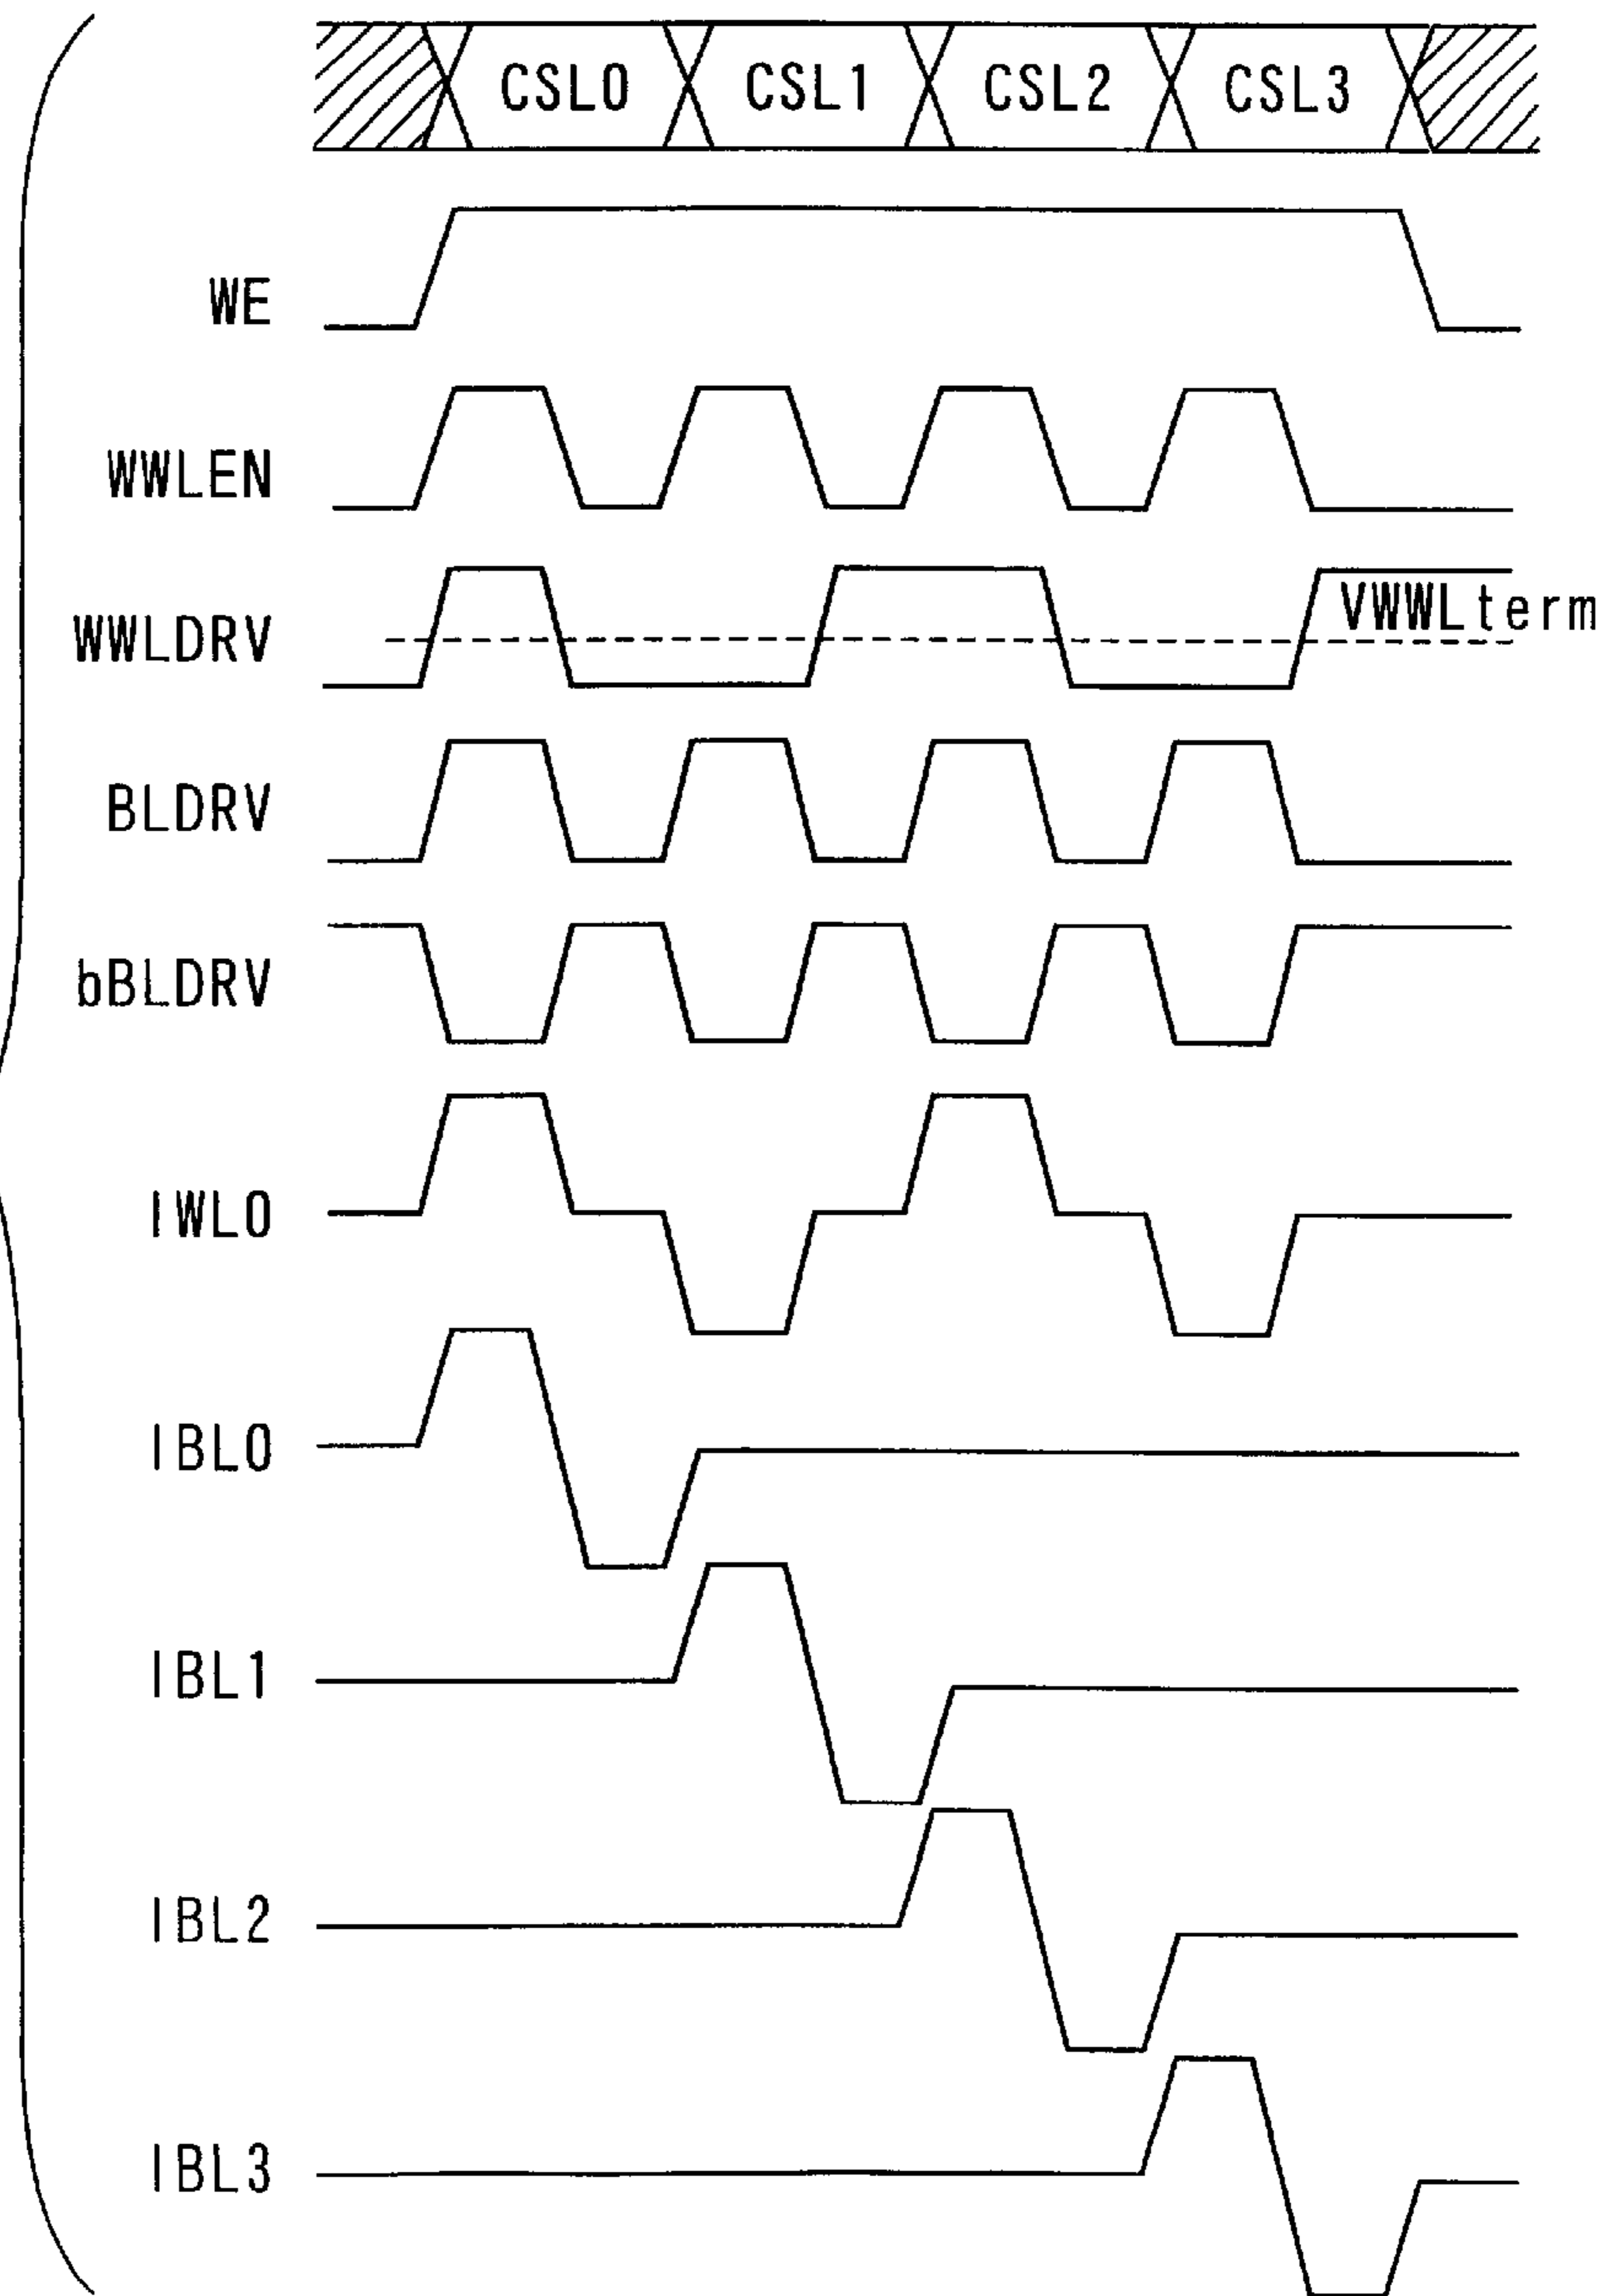 CSL0 CSL1 CSL2 CSL3
WE
WWLEN
VWWLterm
WWLDRV
BLDRV
bBLDRV
IWL0
IBL0
IBL1
IBL2
IBL3